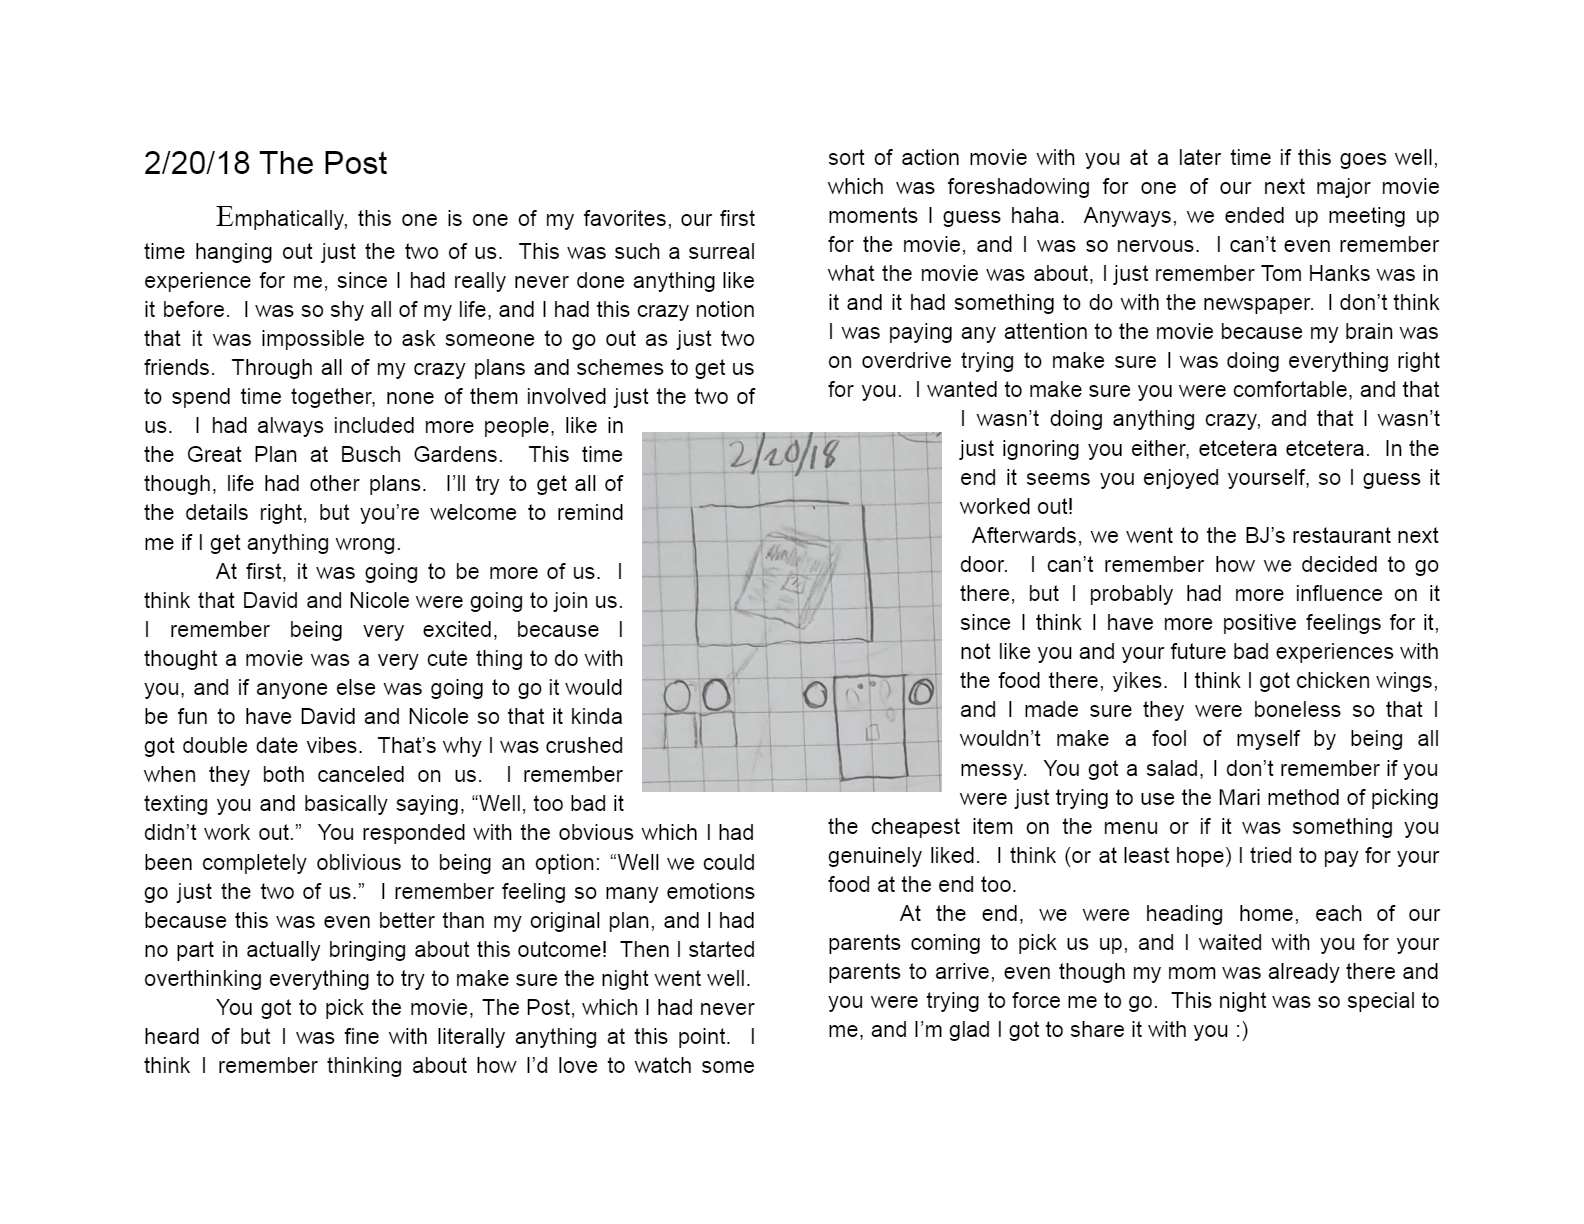 2/20/18 The Post
Emphatically, this one is one of my favorites, our first
time hanging out just the two of us.  This was such a surreal
experience for me, since I had really never done anything like
it before.  I was so shy all of my life, and I had this crazy notion
that it was impossible to ask someone to go out as just two
friends.  Through all of my crazy plans and schemes to get us
to spend time together, none of them involved just the two of
us.  I had always included more people, like in
the Great Plan at Busch Gardens.  This time
though, life had other plans.  I’ll try to get all of
the details right, but you’re welcome to remind
me if I get anything wrong.
At first, it was going to be more of us.  I
think that David and Nicole were going to join us.
I remember being very excited, because I
thought a movie was a very cute thing to do with
you, and if anyone else was going to go it would
be fun to have David and Nicole so that it kinda
got double date vibes.  That’s why I was crushed
when they both canceled on us.  I remember
texting you and basically saying, “Well, too bad it
didn’t work out.”  You responded with the obvious which I had
been completely oblivious to being an option: “Well we could
go just the two of us.”  I remember feeling so many emotions
because this was even better than my original plan, and I had
no part in actually bringing about this outcome!  Then I started
overthinking everything to try to make sure the night went well.
You got to pick the movie, The Post, which I had never
heard of but I was fine with literally anything at this point.  I
think I remember thinking about how I’d love to watch some
2/20/18
sort of action movie with you at a later time if this goes well,
which was foreshadowing for one of our next major movie
moments I guess haha.  Anyways, we ended up meeting up
for the movie, and I was so nervous.  I can’t even remember
what the movie was about, I just remember Tom Hanks was in
it and it had something to do with the newspaper.  I don’t think
I was paying any attention to the movie because my brain was
on overdrive trying to make sure I was doing everything right
for you.  I wanted to make sure you were comfortable, and that
I wasn’t doing anything crazy, and that I wasn’t
just ignoring you either, etcetera etcetera.  In the
end it seems you enjoyed yourself, so I guess it
worked out!
Afterwards, we went to the BJ’s restaurant next
door.  I can’t remember how we decided to go
there, but I probably had more influence on it
since I think I have more positive feelings for it,
not like you and your future bad experiences with
the food there, yikes.  I think I got chicken wings,
and I made sure they were boneless so that I
wouldn’t make a fool of myself by being all
messy.  You got a salad, I don’t remember if you
were just trying to use the Mari method of picking
the cheapest item on the menu or if it was something you
genuinely liked.  I think (or at least hope) I tried to pay for your
food at the end too.
At the end, we were heading home, each of our
parents coming to pick us up, and I waited with you for your
parents to arrive, even though my mom was already there and
you were trying to force me to go.  This night was so special to
me, and I’m glad I got to share it with you :)